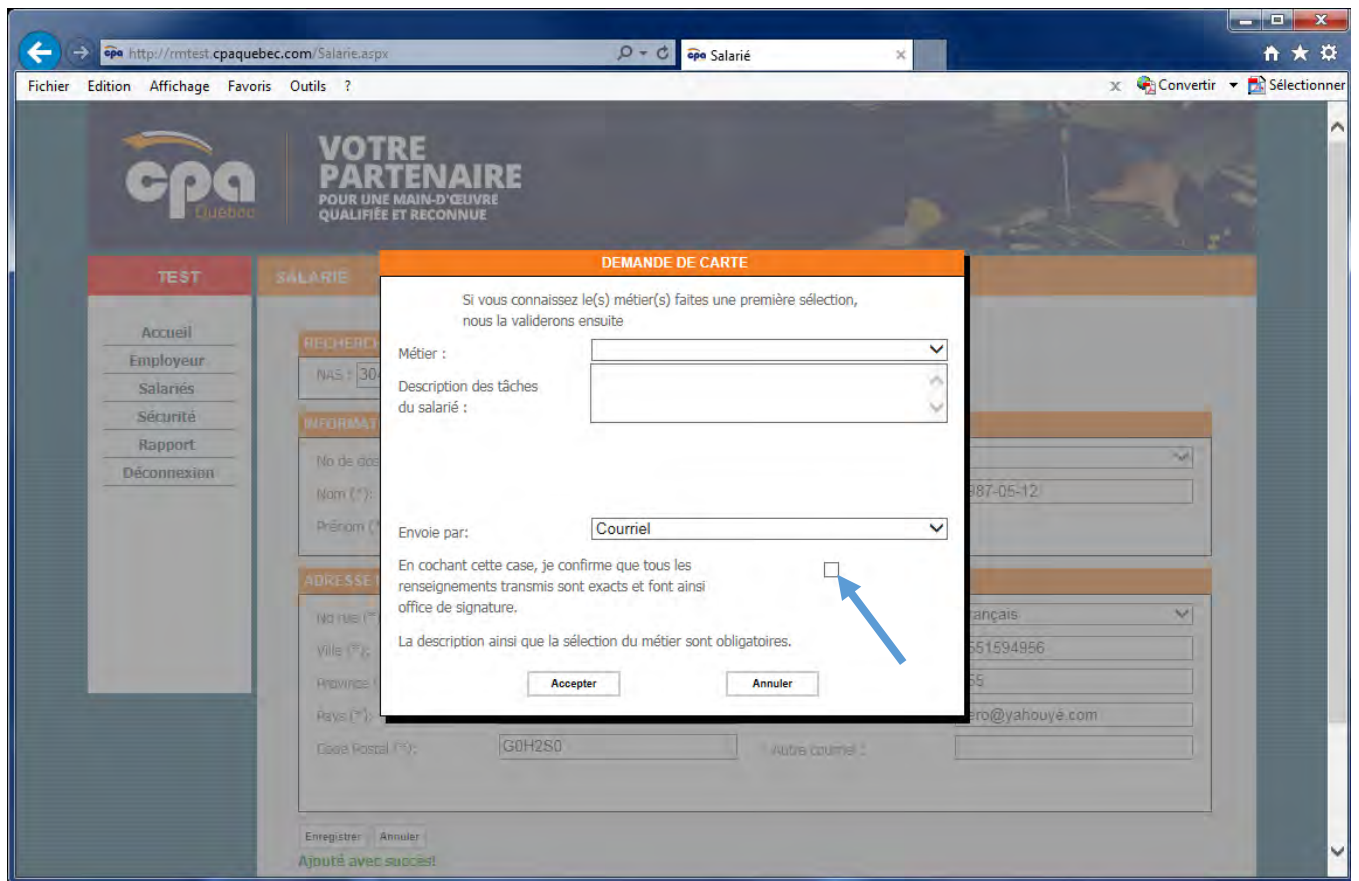 http://rmtest.cpaquebec.com/Salarie.aspx
cpa Salarié
Fichier Edition Affichage Favoris Outils ?
x Convertir Sélectionner
cpa
Québec
VOTRE
PARTENAIRE
POUR UNE MAIN-D'ŒUVRE
QUALIFIÉE ET RECONNUE
TEST
SALARIE
Accueil
Employeur
Salariés
Sécurité
Rapport
Déconnexion
DEMANDE DE CARTE
Si vous connaissez le(s) métier(s) faites une première sélection,
nous la validerons ensuite
Métier :
Description des tâches
du salarié :
Envoie par: Courriel
En cochant cette case, je confirme que tous les
renseignements transmis sont exacts et font ainsi
office de signature.
La description ainsi que la sélection du métier sont obligatoires.
Accepter Annuler
RECHERCH
NAS : 304
INFORMAT
No de dos
Nom (*): 987-05-12
Prénom (*
ADRESSE
No rue (*) rançais
Ville (*): 551594956
Province 55
Pays (*): ero@yahouye.com
Code Postal (*): G0H2S0 Autre courriel :
Enregistrer Annuler
Ajouté avec succès!